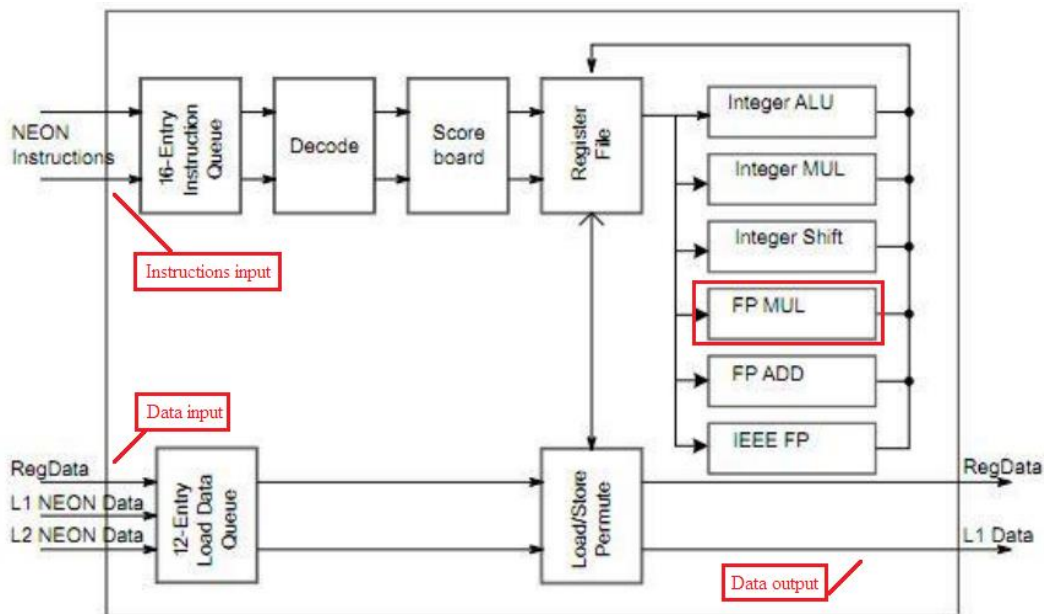 NEON
Instructions
16-Entry
Instruction
Queue
Decode
Score
board
Register
File
Integer ALU
Integer MUL
Integer Shift
FP MUL
FP ADD
IEEE FP
Instructions input
Data input
RegData
L1 NEON Data
L2 NEON Data
12-Entry
Load Data
Queue
Load/Store
Permute
RegData
L1 Data
Data output